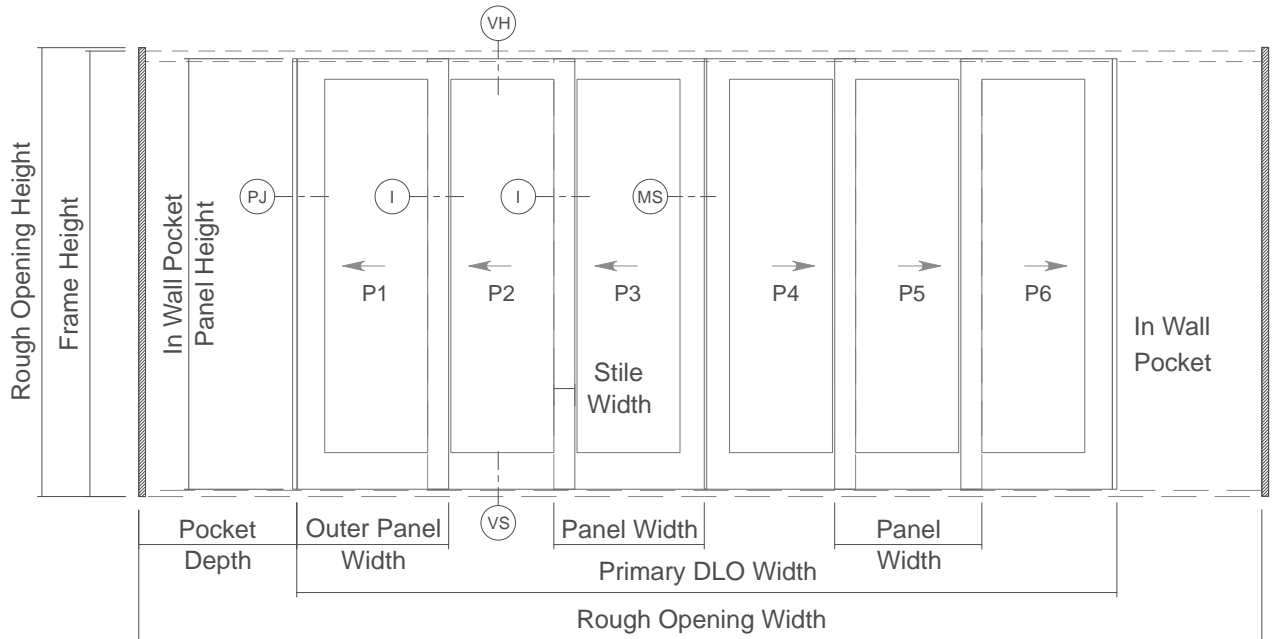 VH
Rough Opening Height
Frame Height
In Wall Pocket
Panel Height
PJ
I
I
MS
P1
P2
P3
P4
P5
P6
In Wall
Pocket
Stile
Width
VS
Pocket
Depth
Outer Panel
Width
Panel Width
Panel
Width
Primary DLO Width
Rough Opening Width